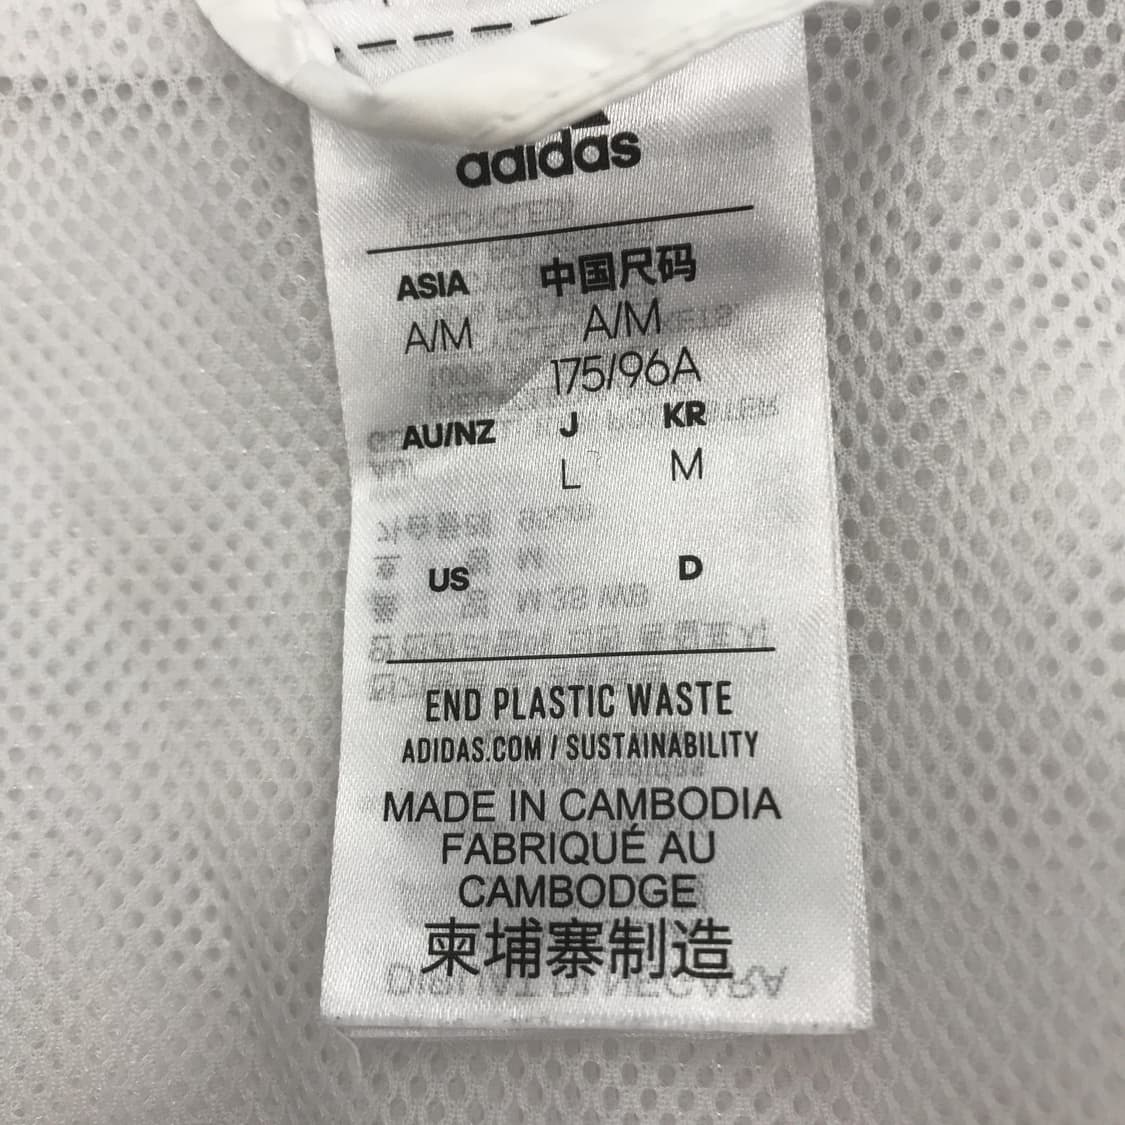 adidas
ASIA 中国尺码
A/M A/M
175/96A
AU/NZ J KR
L M
US D
END PLASTIC WASTE
ADIDAS.COM / SUSTAINABILITY
MADE IN CAMBODIA
FABRIQUÉ AU
CAMBODGE
柬埔寨制造